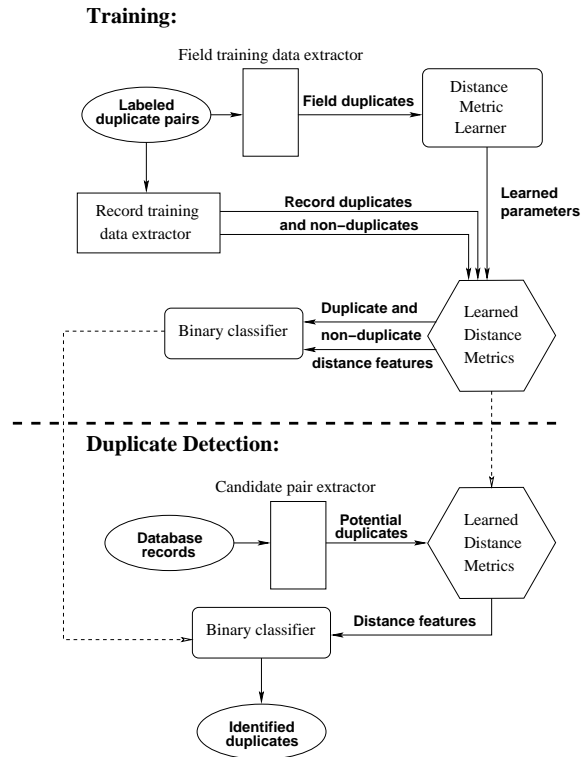 Training:
Field training data extractor
Labeled
duplicate pairs
Field duplicates
Distance
Metric
Learner
Record training
data extractor
Record duplicates
and non−duplicates
Learned
parameters
Binary classifier
Duplicate and
non−duplicate
distance features
Learned
Distance
Metrics
Duplicate Detection:
Candidate pair extractor
Database
records
Potential
duplicates
Learned
Distance
Metrics
Binary classifier
Distance features
Identified
duplicates